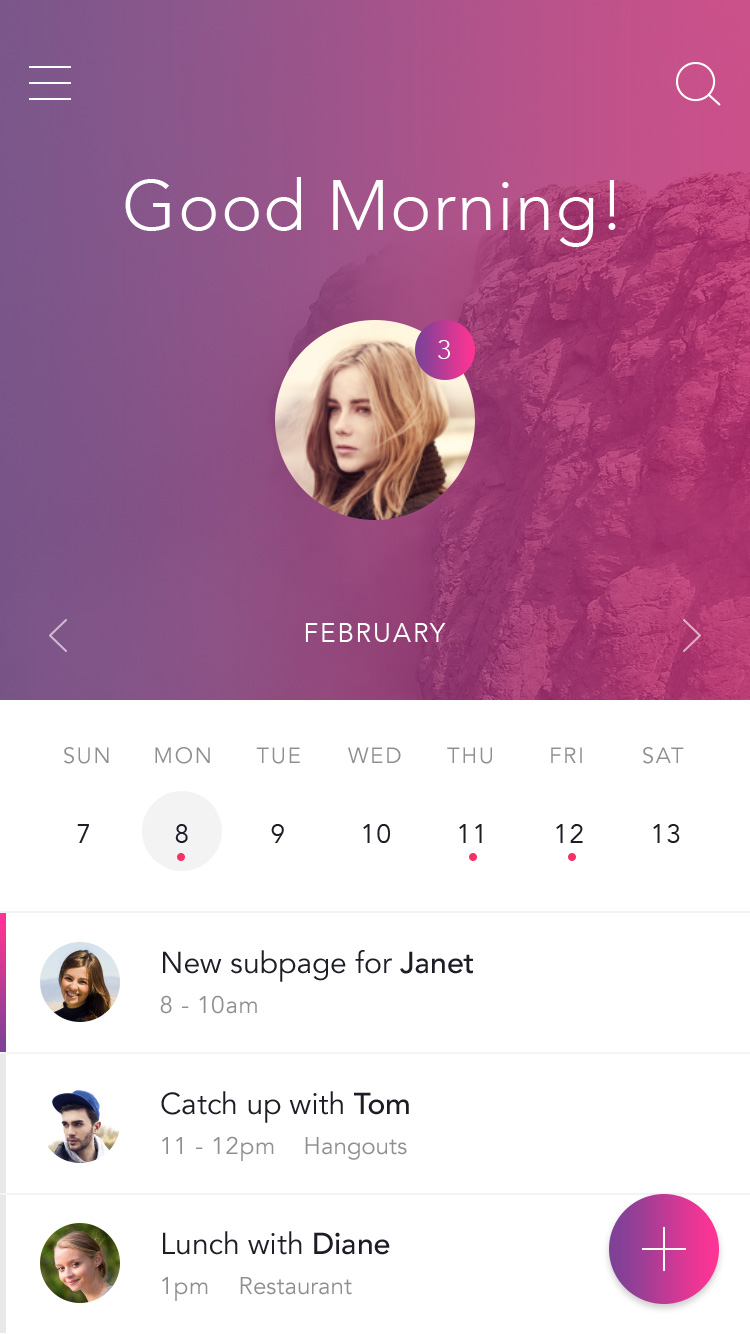 Good Morning!
3
FEBRUARY
SUN MON TUE WED THU FRI SAT
7 8 9 10 11 12 13
New subpage for Janet
8 - 10am
Catch up with Tom
11 - 12pm Hangouts
Lunch with Diane
1pm Restaurant